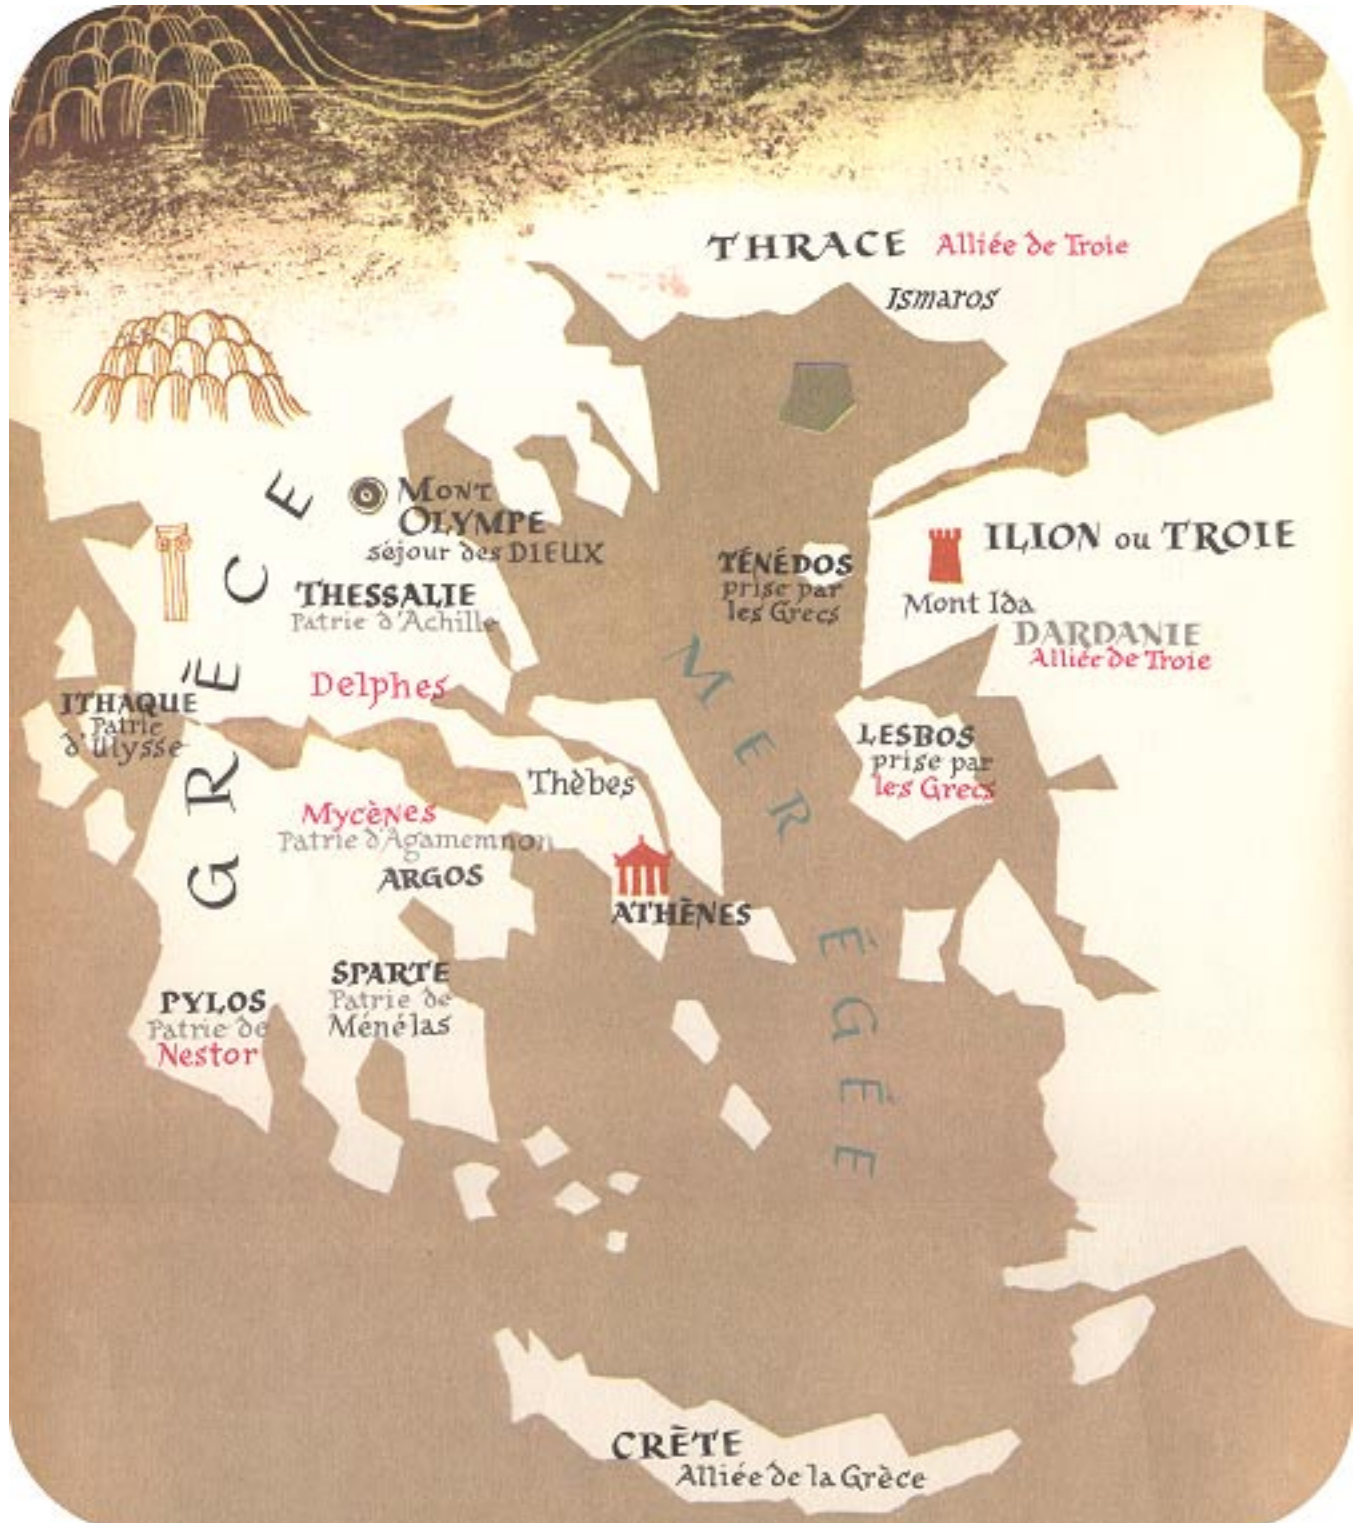 THRACE Alliée de Troie
Ismaros
GRÈCE
MONT
OLYMPE
séjour des DIEUX
ILION ou TROIE
TÉNÉDOS
prise par
les Grecs
THESSALIE
Patrie d'Achille
Mont Ida
DARDANIE
Alliée de Troie
MER ÉGÉE
Delphes
ITHAQUE
Patrie
d'Ulysse
LESBOS
prise par
les Grecs
Thèbes
Mycènes
Patrie d'Agamemnon
ARGOS
ATHÈNES
SPARTE
Patrie de
Ménélas
PYLOS
Patrie de
Nestor
CRÈTE
Alliée de la Grèce